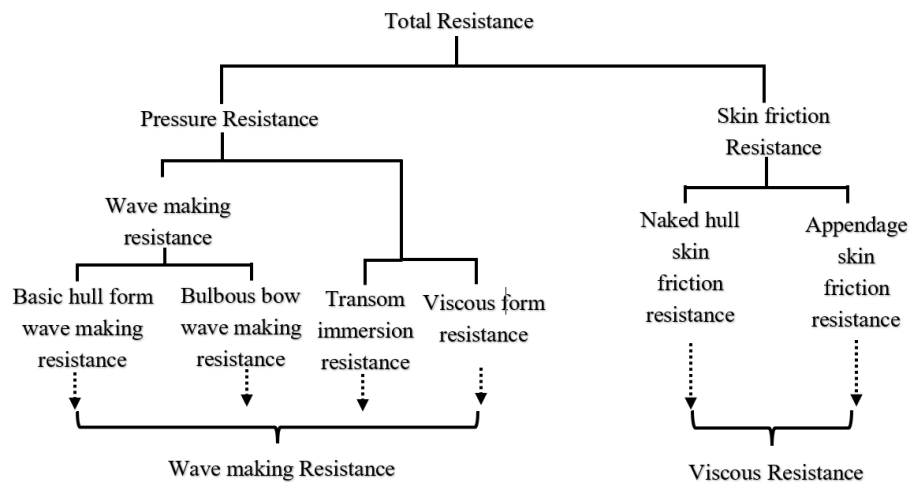 Total Resistance
Pressure Resistance
Skin friction
Resistance
Wave making
resistance
Naked hull
skin
friction
resistance
Appendage
skin
friction
resistance
Basic hull form
wave making
resistance
Bulbous bow
wave making
resistance
Transom
immersion
resistance
Viscous form
resistance
Wave making Resistance
Viscous Resistance